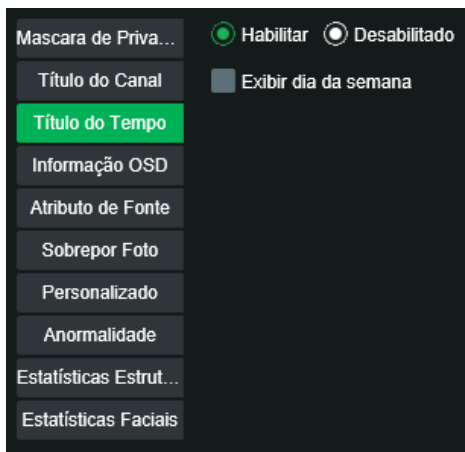 Mascara de Priva...
Habilitar Desabilitado
Título do Canal
Exibir dia da semana
Título do Tempo
Informação OSD
Atributo de Fonte
Sobrepor Foto
Personalizado
Anormalidade
Estatísticas Estrut...
Estatísticas Faciais